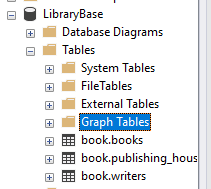 LibraryBase
Database Diagrams
Tables
System Tables
FileTables
External Tables
Graph Tables
book.books
book.publishing_hous
book.writers